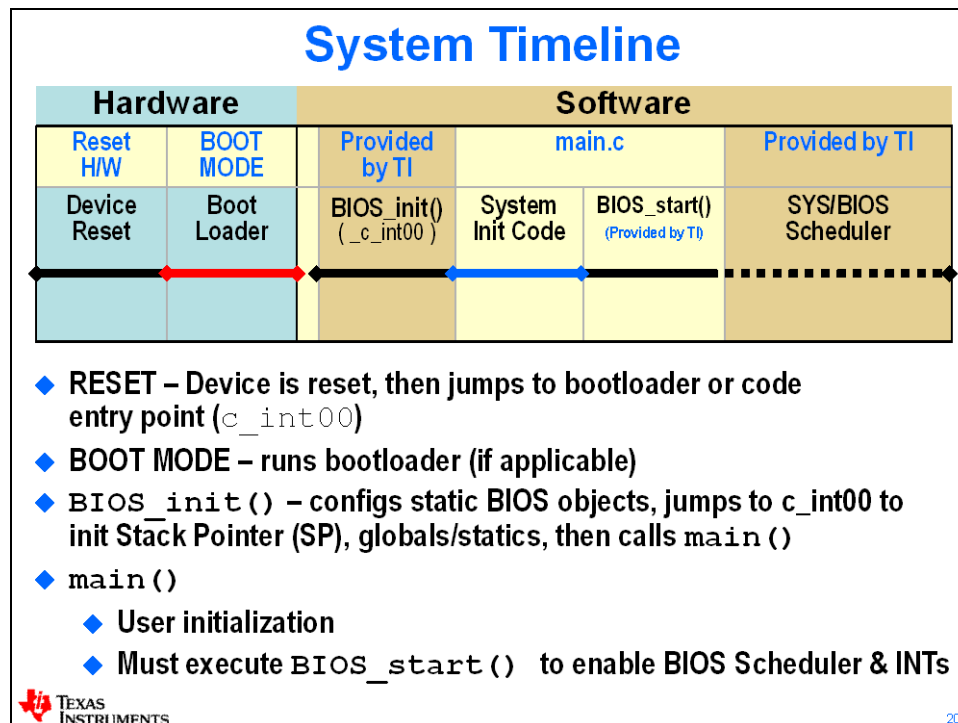 System Timeline
Hardware
Software
Reset
H/W
BOOT
MODE
Provided
by TI
main.c
Provided by TI
Device
Reset
Boot
Loader
BIOS_init()
( _c_int00 )
System
Init Code
BIOS_start()
(Provided by TI)
SYS/BIOS
Scheduler
RESET – Device is reset, then jumps to bootloader or code
entry point (c_int00)
BOOT MODE – runs bootloader (if applicable)
BIOS_init() – configs static BIOS objects, jumps to c_int00 to
init Stack Pointer (SP), globals/statics, then calls main()
main()
User initialization
Must execute BIOS_start() to enable BIOS Scheduler & INTs
TEXAS
INSTRUMENTS
20